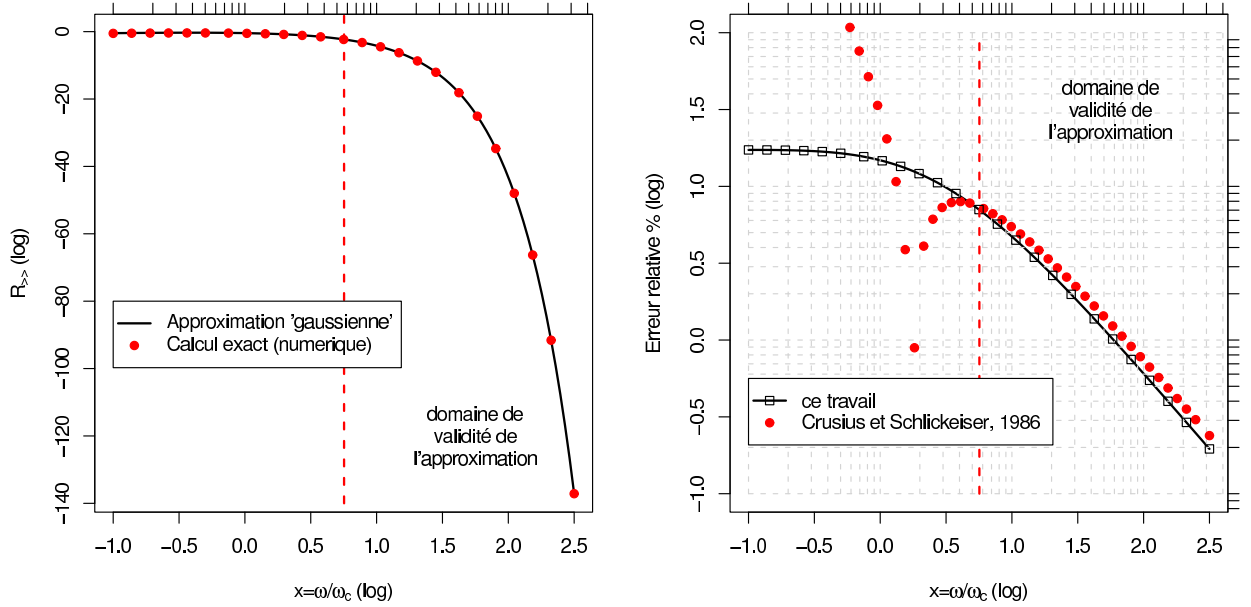 0
−20
−40
−60
−80
−100
−120
−140
R>>> (log)
Approximation 'gaussienne'
Calcul exact (numerique)
domaine de
validité de
l'approximation
−1.0 −0.5 0.0 0.5 1.0 1.5 2.0 2.5
x=ω/ωc (log)
2.0
1.5
1.0
0.5
0.0
−0.5
−1.0
Erreur relative % (log)
domaine de
validité de
l'approximation
ce travail
Crusius et Schlickeiser, 1986
−1.0 −0.5 0.0 0.5 1.0 1.5 2.0 2.5
x=ω/ωc (log)